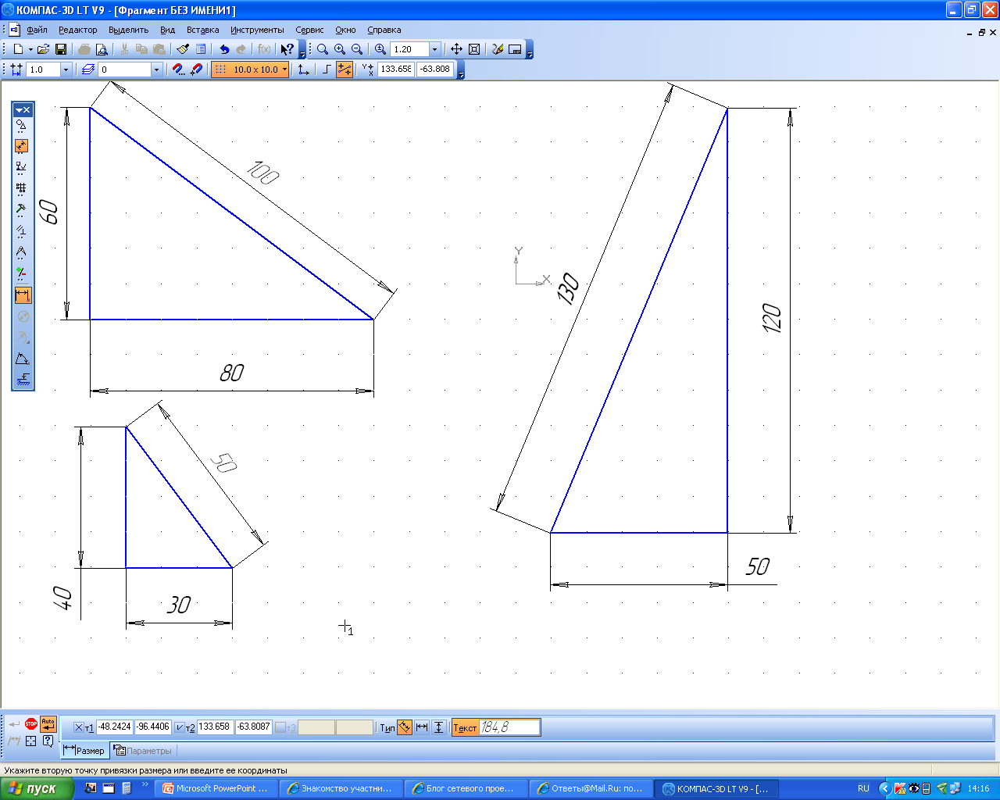 КОМПАС-3D LT V9 - [Фрагмент БЕЗ ИМЕНИ1]
Файл Редактор Выделить Вид Вставка Инструменты Сервис Окно Справка
f(x) 1.20
1.0 0 10.0 x 10.0 133.658 -63.808
100
60
80
50
40
30
130
120
50
Y
X
1
STOP Auto т1 -48.2424 -96.4406 т2 133.658 -63.8087 т3 Тип Текст 184,8
Размер Параметры
Укажите вторую точку привязки размера или введите ее координаты
пуск Microsoft PowerPoint ... Знакомство участни... Блог сетевого прое... Ответы@Mail.Ru: по... КОМПАС-3D LT V9 - [... RU 14:16